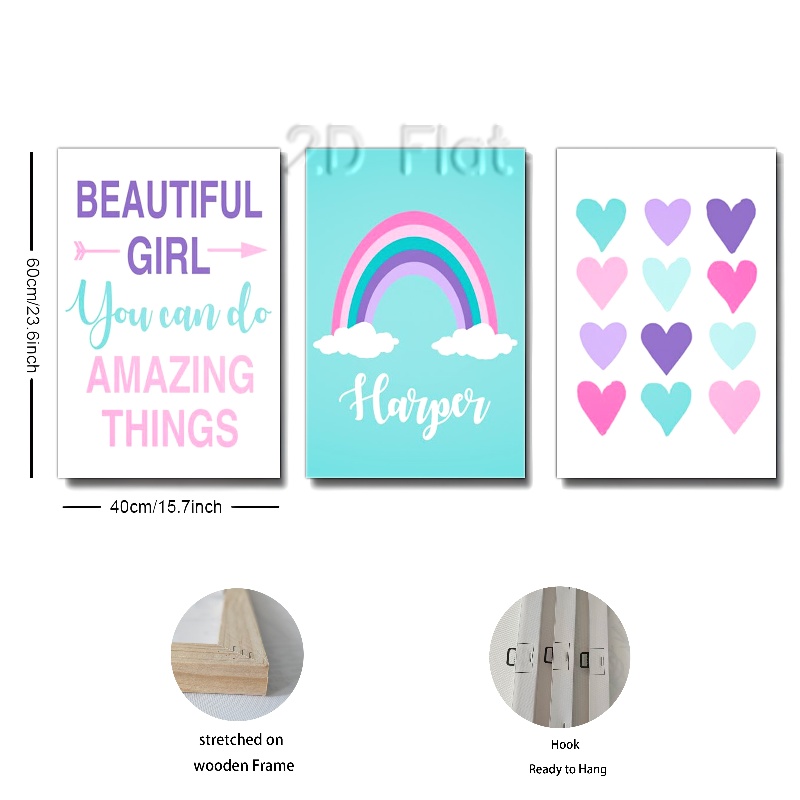 2.D Flat
BEAUTIFUL
GIRL
You can do
AMAZING
THINGS
Harper
60cm/23.6inch
40cm/15.7inch
stretched on
wooden Frame
Hook
Ready to Hang